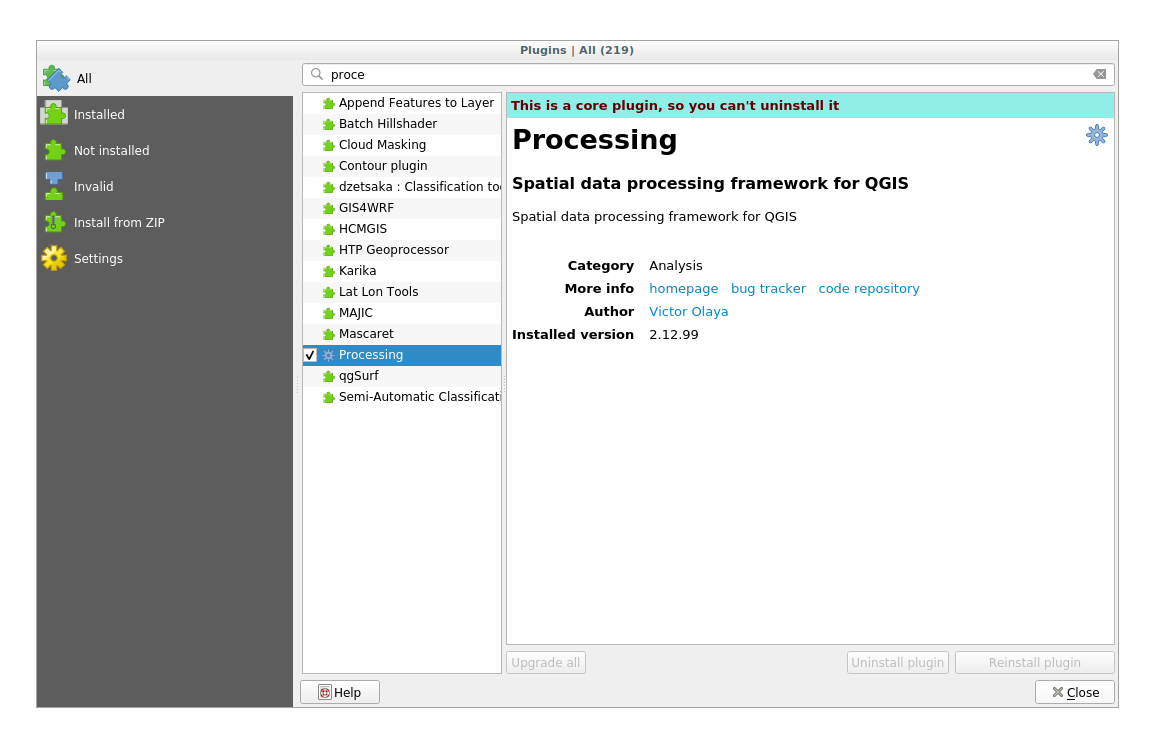 Plugins | All (219)
All
Installed
Not installed
Invalid
Install from ZIP
Settings
proce
Append Features to Layer
Batch Hillshader
Cloud Masking
Contour plugin
dzetsaka : Classification too
GIS4WRF
HCMGIS
HTP Geoprocessor
Karika
Lat Lon Tools
MAJIC
Mascaret
Processing
qgSurf
Semi-Automatic Classificati
This is a core plugin, so you can't uninstall it
Processing
Spatial data processing framework for QGIS
Spatial data processing framework for QGIS
Category Analysis
More info homepage bug tracker code repository
Author Victor Olaya
Installed version 2.12.99
Upgrade all Uninstall plugin Reinstall plugin
Help Close